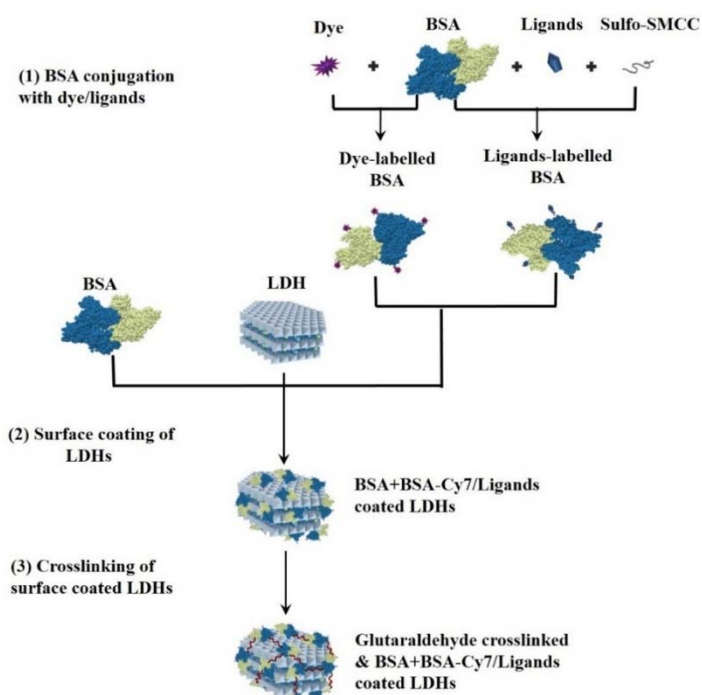 Dye
BSA
Ligands
Sulfo-SMCC
+
+
+
(1) BSA conjugation
with dye/ligands
Dye-labelled
BSA
Ligands-labelled
BSA
BSA
LDH
(2) Surface coating of
LDHs
BSA+BSA-Cy7/Ligands
coated LDHs
(3) Crosslinking of
surface coated LDHs
Glutaraldehyde crosslinked
& BSA+BSA-Cy7/Ligands
coated LDHs